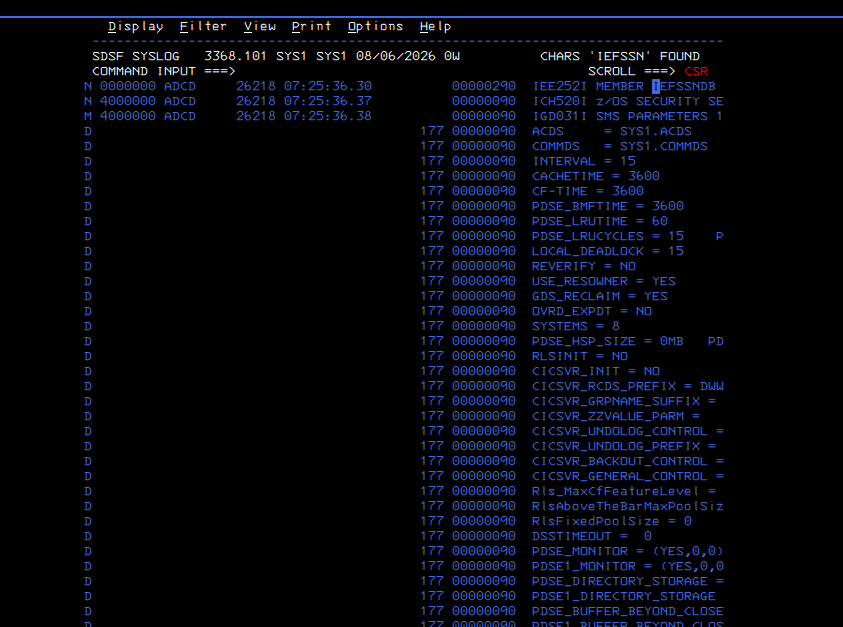 Display Filter View Print Options Help
-------------------------------------------------------------------------------
SDSF SYSLOG 3368.101 SYS1 SYS1 08/06/2026 0W CHARS 'IEFSSN' FOUND
COMMAND INPUT ===> SCROLL ===> CSR
N 0000000 ADCD 26218 07:25:36.30 00000290 IEE252I MEMBER IEFSSNDB
N 4000000 ADCD 26218 07:25:36.37 00000090 ICH520I z/OS SECURITY SE
M 4000000 ADCD 26218 07:25:36.38 00000090 IGD031I SMS PARAMETERS 1
D 177 00000090 ACDS = SYS1.ACDS
D 177 00000090 COMMDS = SYS1.COMMDS
D 177 00000090 INTERVAL = 15
D 177 00000090 CACHETIME = 3600
D 177 00000090 CF-TIME = 3600
D 177 00000090 PDSE_BMFTIME = 3600
D 177 00000090 PDSE_LRUTIME = 60
D 177 00000090 PDSE_LRUCYCLES = 15 P
D 177 00000090 LOCAL_DEADLOCK = 15
D 177 00000090 REVERIFY = NO
D 177 00000090 USE_RESOWNER = YES
D 177 00000090 GDS_RECLAIM = YES
D 177 00000090 OVRD_EXPDT = NO
D 177 00000090 SYSTEMS = 8
D 177 00000090 PDSE_HSP_SIZE = 0MB PD
D 177 00000090 RLSINIT = NO
D 177 00000090 CICSVR_INIT = NO
D 177 00000090 CICSVR_RCDS_PREFIX = DWW
D 177 00000090 CICSVR_GRPNAME_SUFFIX =
D 177 00000090 CICSVR_ZZVALUE_PARM =
D 177 00000090 CICSVR_UNDOLOG_CONTROL =
D 177 00000090 CICSVR_UNDOLOG_PREFIX =
D 177 00000090 CICSVR_BACKOUT_CONTROL =
D 177 00000090 CICSVR_GENERAL_CONTROL =
D 177 00000090 Rls_MaxCfFeatureLevel =
D 177 00000090 RlsAboveTheBarMaxPoolSiz
D 177 00000090 RlsFixedPoolSize = 0
D 177 00000090 DSSTIMEOUT = 0
D 177 00000090 PDSE_MONITOR = (YES,0,0)
D 177 00000090 PDSE1_MONITOR = (YES,0,0
D 177 00000090 PDSE_DIRECTORY_STORAGE =
D 177 00000090 PDSE1_DIRECTORY_STORAGE
D 177 00000090 PDSE_BUFFER_BEYOND_CLOSE
D 177 00000090 PDSE1_BUFFER_BEYOND_CLOS